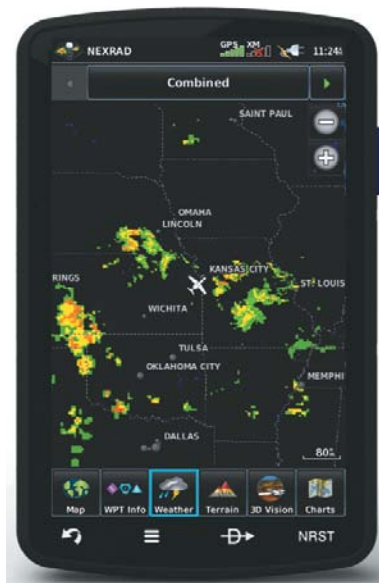 NEXRAD GPS XM 11:24
Combined
SAINT PAUL
OMAHA
LINCOLN
RINGS KANSAS CITY ST. LOUIS
WICHITA
TULSA
OKLAHOMA CITY MEMPHI
DALLAS
80
Map WPT Info Weather Terrain 3D Vision Charts
NRST